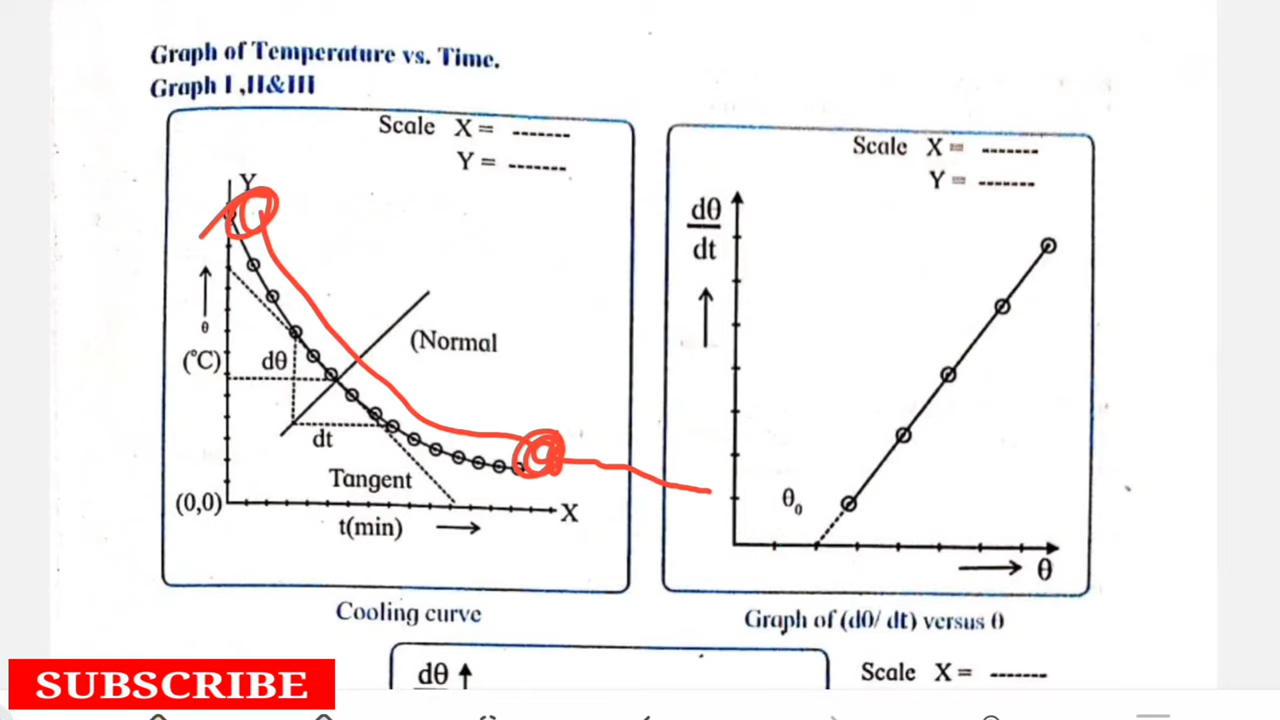 Graph of Temperature vs. Time.
Graph I ,II&III
Scale X = -------
Y = -------
Y
θ
(°C)
dθ
(Normal
dt
Tangent
(0,0)
X
t(min)
Cooling curve
Scale X = -------
Y = -------
dθ
dt
θ₀
θ
Graph of (dθ/ dt) versus θ
dθ
Scale X = -------
SUBSCRIBE